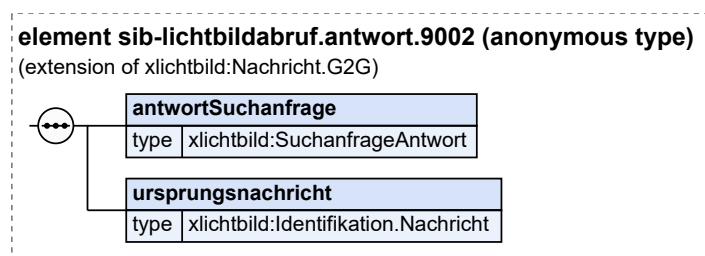 element sib-lichtbildabruf.antwort.9002 (anonymous type)
(extension of xlichtbild:Nachricht.G2G)
antwortSuchanfrage
type xlichtbild:SuchanfrageAntwort
ursprungsnachricht
type xlichtbild:Identifikation.Nachricht